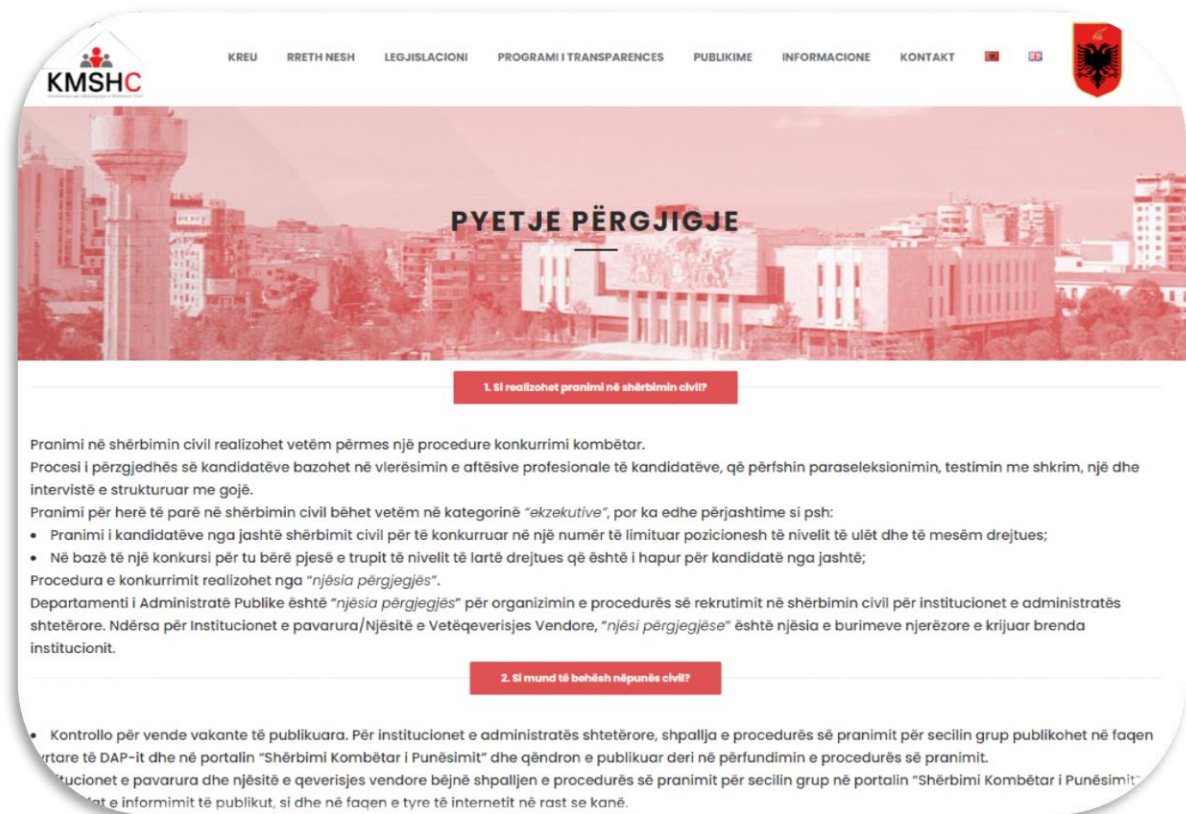 KMSHC
KREU RRETH NESH LEGJISLACIONI PROGRAMI I TRANSPARENCES PUBLIKIME INFORMACIONE KONTAKT
PYETJE PËRGJIGJE
1. Si realizohet pranimi në shërbimin civil?
Pranimi në shërbimin civil realizohet vetëm përmes një procedure konkurrimi kombëtar.
Procesi i përzgjedhës së kandidatëve bazohet në vlerësimin e aftësive profesionale të kandidatëve, që përfshin paraseleksionimin, testimin me shkrim, një dhe
intervistë e strukturuar me gojë.
Pranimi për herë të parë në shërbimin civil bëhet vetëm në kategorinë "ekzekutive", por ka edhe përjashtime si psh:
• Pranimi i kandidatëve nga jashtë shërbimit civil për të konkurruar në një numër të limituar pozicionesh të nivelit të ulët dhe të mesëm drejtues;
• Në bazë të një konkursi për tu bërë pjesë e trupit të nivelit të lartë drejtues që është i hapur për kandidatë nga jashtë;
Procedura e konkurrimit realizohet nga "njësia përgjegjës".
Departamenti i Administratë Publike është "njësia përgjegjës" për organizimin e procedurës së rekrutimit në shërbimin civil për institucionet e administratës
shtetërore. Ndërsa për Institucionet e pavarura/Njësitë e Vetëqeverisjes Vendore, "njësi përgjegjëse" është njësia e burimeve njerëzore e krijuar brenda
institucionit.
2. Si mund të behësh nëpunës civil?
• Kontrollo për vende vakante të publikuara. Për institucionet e administratës shtetërore, shpallja e procedurës së pranimit për secilin grup publikohet në faqen
të DAP-it dhe në portalin "Shërbimi Kombëtar i Punësimit" dhe qëndron e publikuar deri në përfundimin e procedurës së pranimit.
e pavarura dhe njësitë e qeverisjes vendore bëjnë shpalljen e procedurës së pranimit për secilin grup në portalin "Shërbimi Kombëtar i Punësimit"
e informimit të publikut, si dhe në faqen e tyre të internetit në rast se kanë.